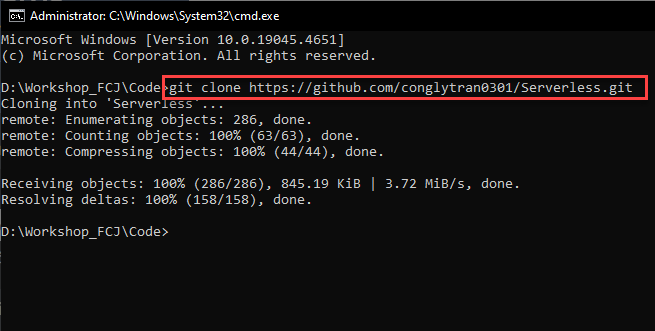 Administrator: C:\Windows\System32\cmd.exe
Microsoft Windows [Version 10.0.19045.4651]
(c) Microsoft Corporation. All rights reserved.
D:\Workshop_FCJ\Code>git clone https://github.com/conglytran0301/Serverless.git
Cloning into 'Serverless'...
remote: Enumerating objects: 286, done.
remote: Counting objects: 100% (63/63), done.
remote: Compressing objects: 100% (44/44), done.
Receiving objects: 100% (286/286), 845.19 KiB | 3.72 MiB/s, done.
Resolving deltas: 100% (158/158), done.
D:\Workshop_FCJ\Code>